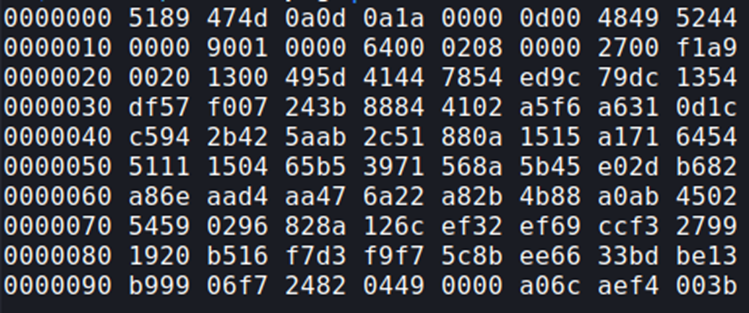 0000000 5189 474d 0a0d 0a1a 0000 0d00 4849 5244
0000010 0000 9001 0000 6400 0208 0000 2700 f1a9
0000020 0020 1300 495d 4144 7854 ed9c 79dc 1354
0000030 df57 f007 243b 8884 4102 a5f6 a631 0d1c
0000040 c594 2b42 5aab 2c51 880a 1515 a171 6454
0000050 5111 1504 65b5 3971 568a 5b45 e02d b682
0000060 a86e aad4 aa47 6a22 a82b 4b88 a0ab 4502
0000070 5459 0296 828a 126c ef32 ef69 ccf3 2799
0000080 1920 b516 f7d3 f9f7 5c8b ee66 33bd be13
0000090 b999 06f7 2482 0449 0000 a06c aef4 003b